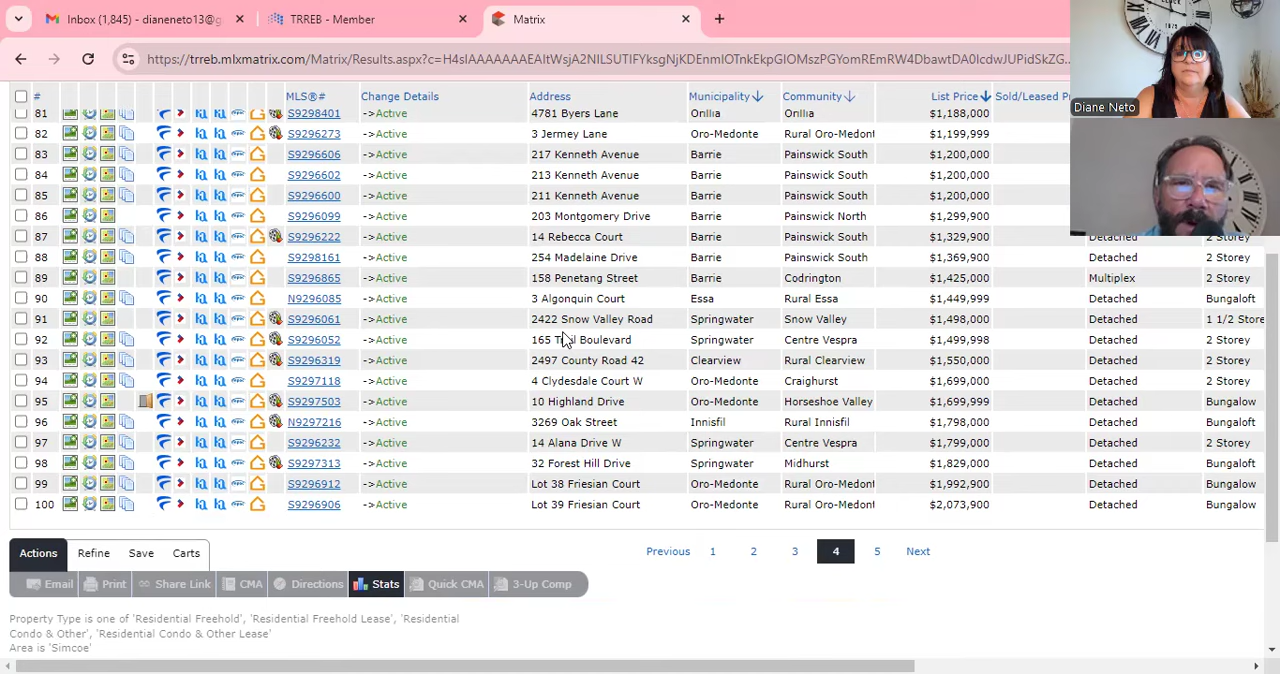 Inbox (1,845) - dianeneto13@g
TRREB - Member
Matrix
https://trreb.mlxmatrix.com/Matrix/Results.aspx?c=
# MLS®# Change Details Address Municipality Community List Price Sold/Leased Pr
81 S9298401 ->Active 4781 Byers Lane Orillia Orillia $1,188,000
82 S9296273 ->Active 3 Jermey Lane Oro-Medonte Rural Oro-Medont $1,199,999
83 S9296606 ->Active 217 Kenneth Avenue Barrie Painswick South $1,200,000
84 S9296602 ->Active 213 Kenneth Avenue Barrie Painswick South $1,200,000
85 S9296600 ->Active 211 Kenneth Avenue Barrie Painswick South $1,200,000
86 S9296099 ->Active 203 Montgomery Drive Barrie Painswick North $1,299,900
87 S9296222 ->Active 14 Rebecca Court Barrie Painswick South $1,329,900 Detached 2 Storey
88 S9298161 ->Active 254 Madelaine Drive Barrie Painswick South $1,369,900 Detached 2 Storey
89 S9296865 ->Active 158 Penetang Street Barrie Codrington $1,425,000 Multiplex 2 Storey
90 N9296085 ->Active 3 Algonquin Court Essa Rural Essa $1,449,999 Detached Bungaloft
91 S9296061 ->Active 2422 Snow Valley Road Springwater Snow Valley $1,498,000 Detached 1 1/2 Store
92 S9296052 ->Active 165 Boulevard Springwater Centre Vespra $1,499,998 Detached 2 Storey
93 S9296319 ->Active 2497 County Road 42 Clearview Rural Clearview $1,550,000 Detached 2 Storey
94 S9297118 ->Active 4 Clydesdale Court W Oro-Medonte Craighurst $1,699,000 Detached 2 Storey
95 S9297503 ->Active 10 Highland Drive Oro-Medonte Horseshoe Valley $1,699,999 Detached Bungalow
96 N9297216 ->Active 3269 Oak Street Innisfil Rural Innisfil $1,798,000 Detached Bungalow
97 S9296232 ->Active 14 Alana Drive W Springwater Centre Vespra $1,799,000 Detached 2 Storey
98 S9297313 ->Active 32 Forest Hill Drive Springwater Midhurst $1,829,000 Detached Bungaloft
99 S9296912 ->Active Lot 38 Friesian Court Oro-Medonte Rural Oro-Medont $1,992,900 Detached Bungalow
100 S9296906 ->Active Lot 39 Friesian Court Oro-Medonte Rural Oro-Medont $2,073,900 Detached Bungalow
Diane Neto
Actions Refine Save Carts
Previous 1 2 3 4 5 Next
Email Print Share Link CMA Directions Stats Quick CMA 3-Up Comp
Property Type is one of 'Residential Freehold', 'Residential Freehold Lease', 'Residential
Condo & Other', 'Residential Condo & Other Lease'
Area is 'Simcoe'